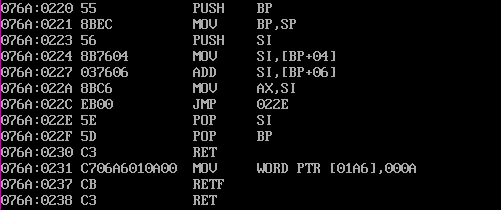 076A:0220 55 PUSH BP
076A:0221 8BEC MOV BP,SP
076A:0223 56 PUSH SI
076A:0224 8B7604 MOV SI,[BP+04]
076A:0227 037606 ADD SI,[BP+06]
076A:022A 8BC6 MOV AX,SI
076A:022C EB00 JMP 022E
076A:022E 5E POP SI
076A:022F 5D POP BP
076A:0230 C3 RET
076A:0231 C706A6010A00 MOV WORD PTR [01A6],000A
076A:0237 CB RETF
076A:0238 C3 RET